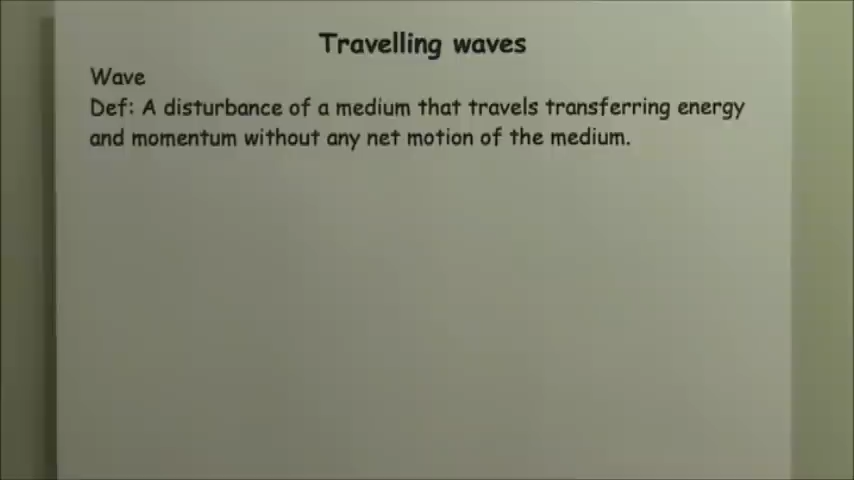 Travelling waves
Wave
Def: A disturbance of a medium that travels transferring energy
and momentum without any net motion of the medium.